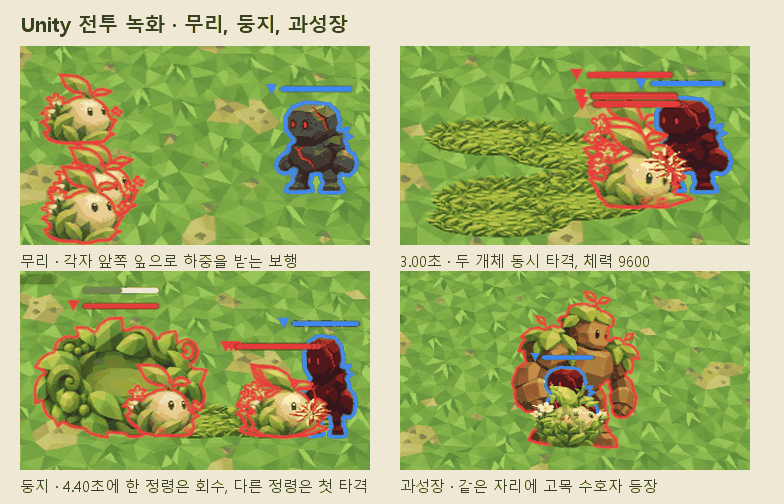 Unity 전투 녹화 · 무리, 둥지, 과성장
무리 · 각자 앞쪽 잎으로 하중을 받는 보행
3.00초 · 두 개체 동시 타격, 체력 9600
둥지 · 4.40초에 한 정령은 회수, 다른 정령은 첫 타격
과성장 · 같은 자리에 고목 수호자 등장